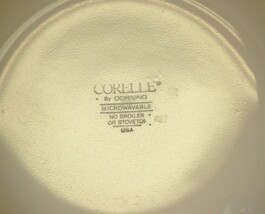 CORELLE
By CORNING
MICROWAVABLE
NO BROILER
OR STOVETOP
USA